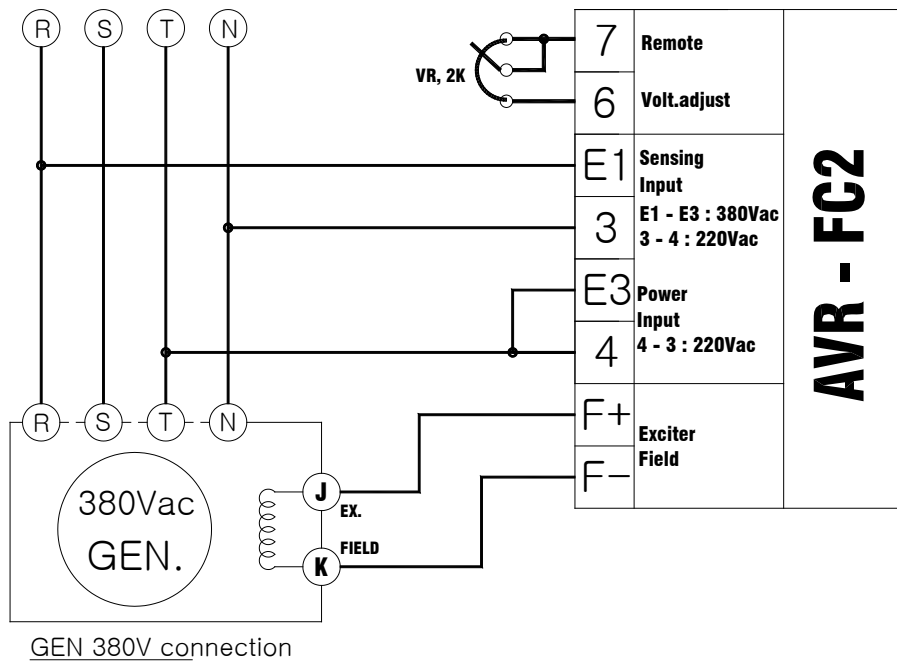 R S T N
VR, 2K
7 Remote
6 Volt.adjust
E1 Sensing
Input
3 E1 - E3 : 380Vac
3 - 4 : 220Vac
E3 Power
Input
4 4 - 3 : 220Vac
F+ Exciter
F- Field
AVR - FC2
R S T N
380Vac
GEN.
J
EX.
FIELD
K
GEN 380V connection